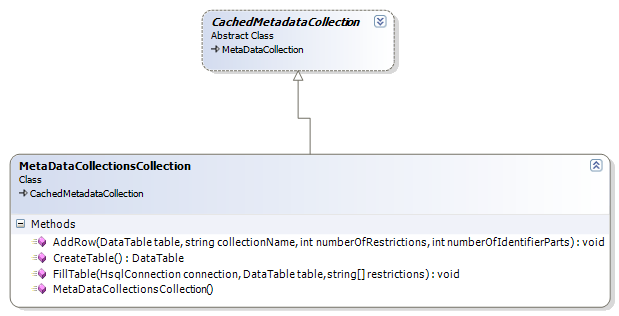 CachedMetadataCollection
Abstract Class
MetaDataCollection
MetaDataCollectionsCollection
Class
CachedMetadataCollection
Methods
AddRow(DataTable table, string collectionName, int numberOfRestrictions, int numberOfIdentifierParts) : void
CreateTable() : DataTable
FillTable(HsqlConnection connection, DataTable table,string[] restrictions) : void
MetaDataCollectionsCollection()